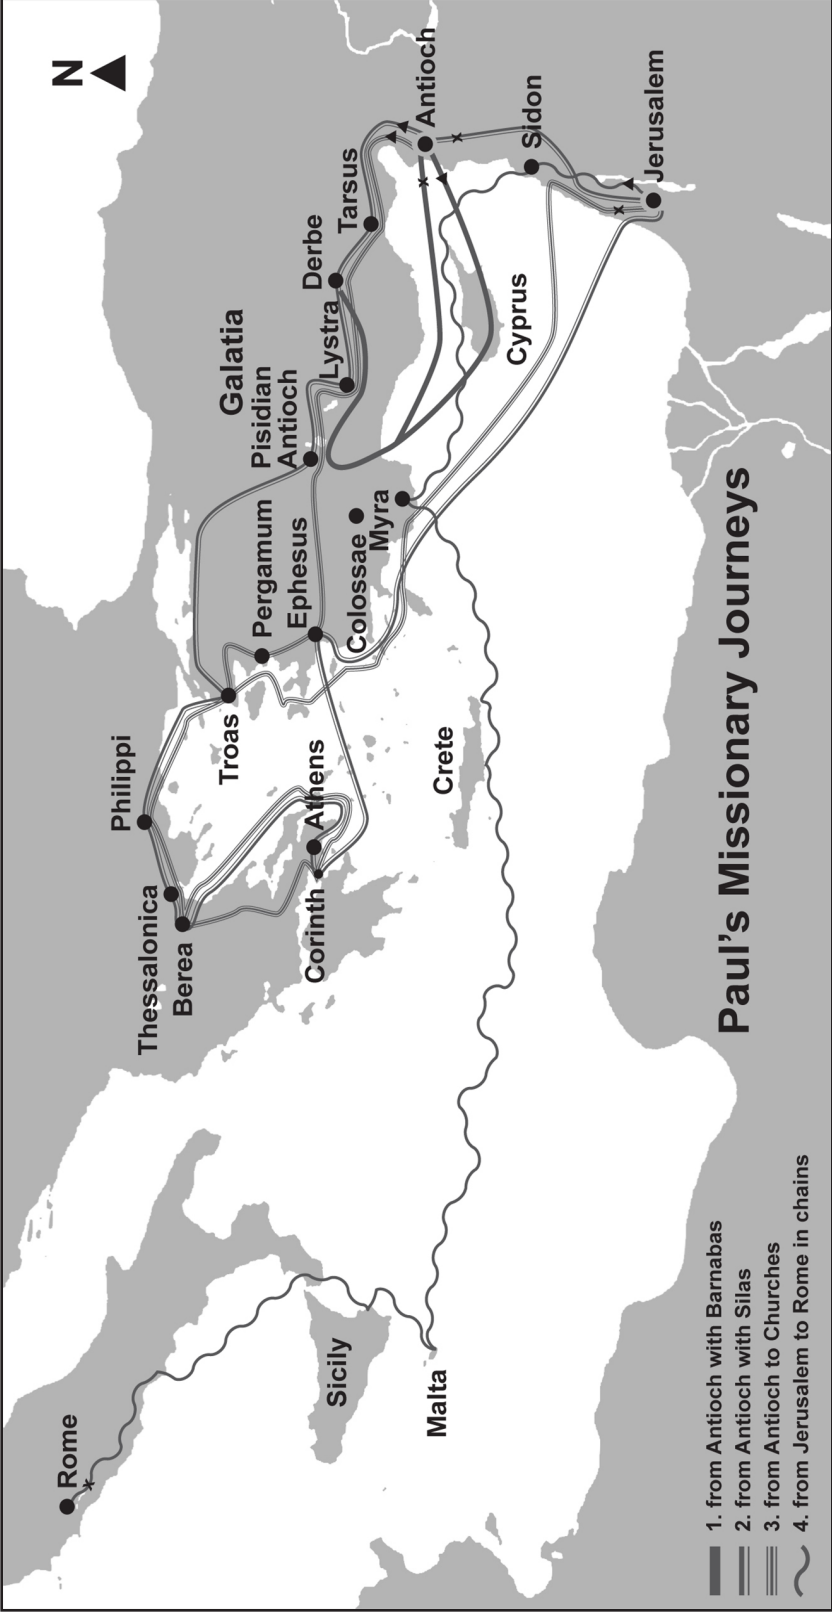 N
Rome
Sicily
Malta
Philippi
Thessalonica
Berea
Troas
Pergamum
Ephesus
Athens
Corinth
Crete
Colossae
Myra
Galatia
Pisidian
Antioch
Lystra
Derbe
Tarsus
Antioch
Cyprus
Sidon
Jerusalem
Paul's Missionary Journeys
1. from Antioch with Barnabas
2. from Antioch with Silas
3. from Antioch to Churches
4. from Jerusalem to Rome in chains